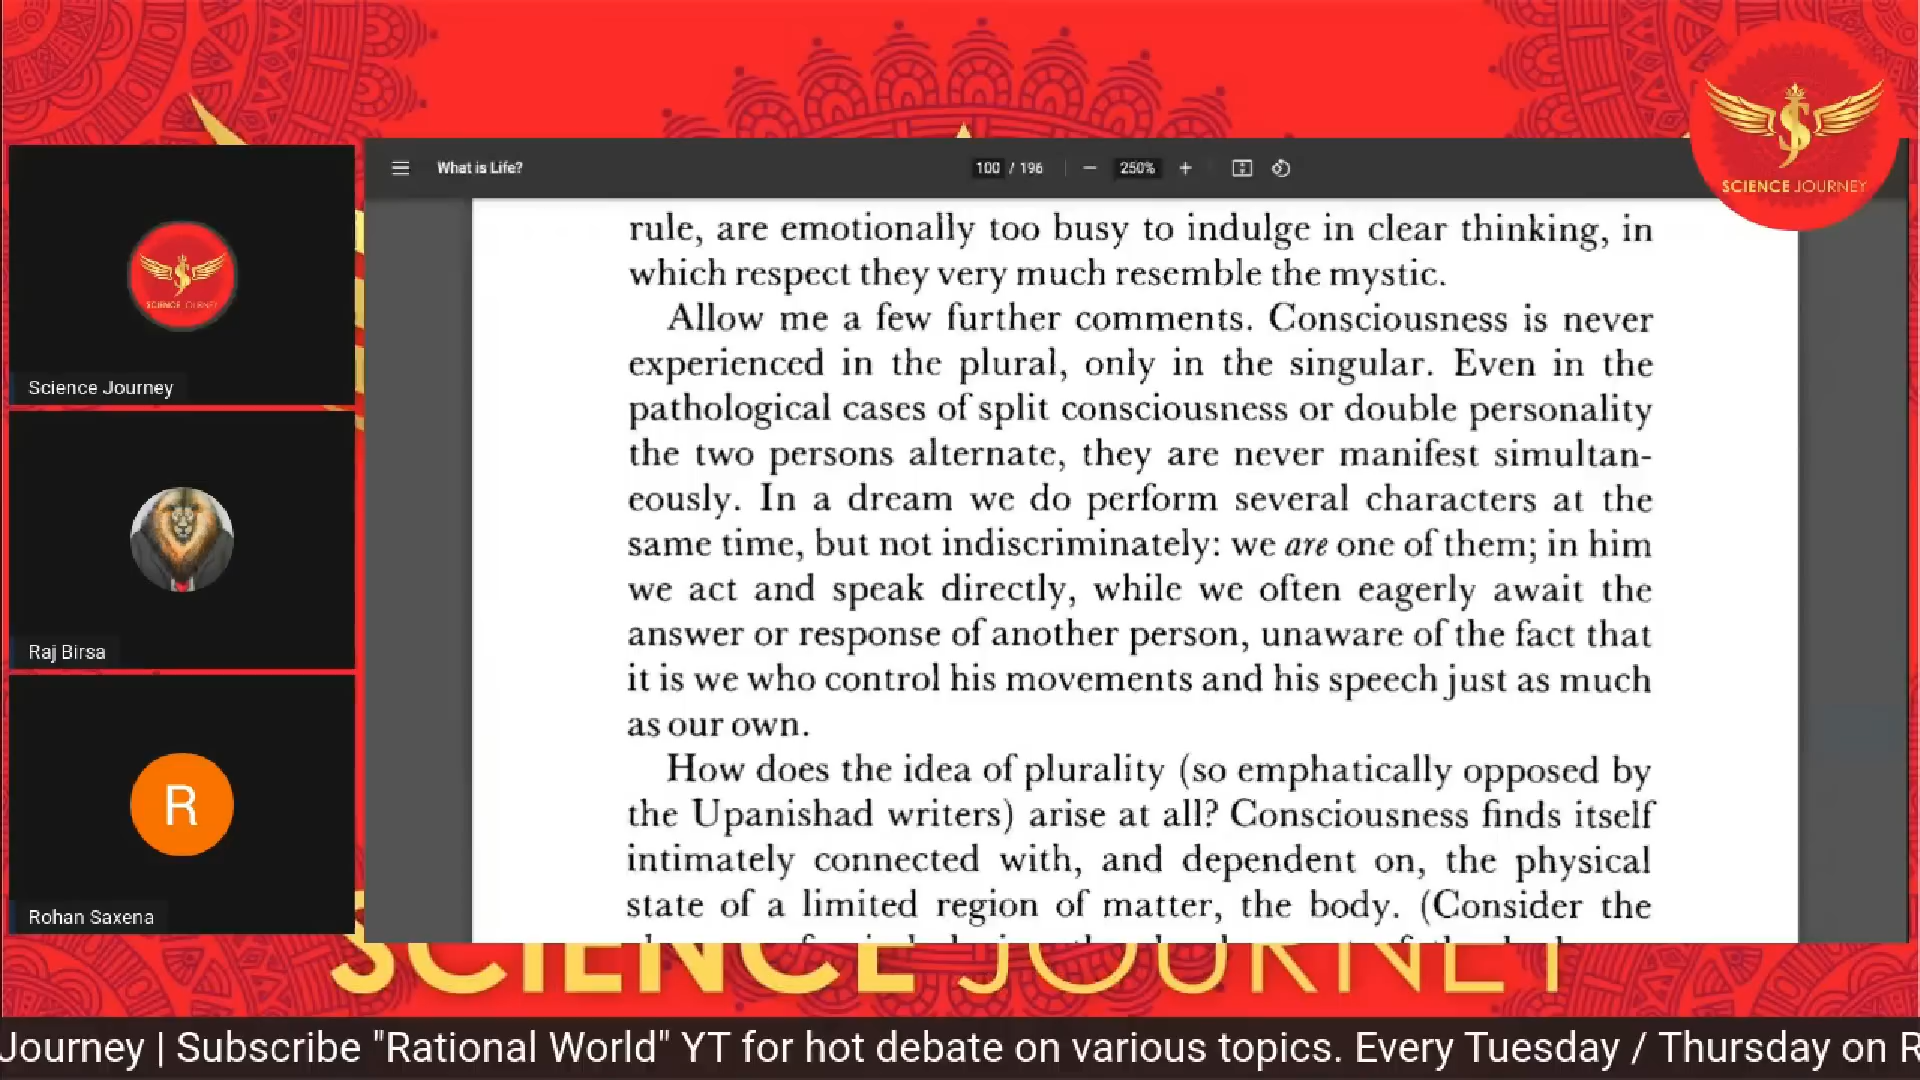 What is Life?
100 / 196
250%
SCIENCE JOURNEY
SCIENCE JOURNEY
Science Journey
Raj Birsa
R
Rohan Saxena
rule, are emotionally too busy to indulge in clear thinking, in
which respect they very much resemble the mystic.
Allow me a few further comments. Consciousness is never
experienced in the plural, only in the singular. Even in the
pathological cases of split consciousness or double personality
the two persons alternate, they are never manifest simultan-
eously. In a dream we do perform several characters at the
same time, but not indiscriminately: we are one of them; in him
we act and speak directly, while we often eagerly await the
answer or response of another person, unaware of the fact that
it is we who control his movements and his speech just as much
as our own.
How does the idea of plurality (so emphatically opposed by
the Upanishad writers) arise at all? Consciousness finds itself
intimately connected with, and dependent on, the physical
state of a limited region of matter, the body. (Consider the
SCIENCE JOURNEY
Journey | Subscribe "Rational World" YT for hot debate on various topics. Every Tuesday / Thursday on R